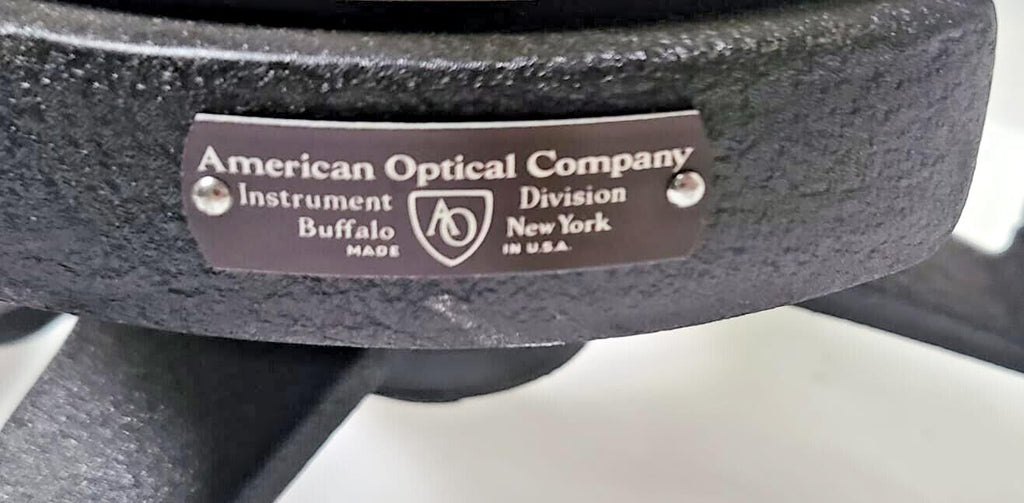 American Optical Company
Instrument Division
AO
Buffalo New York
MADE IN U.S.A.